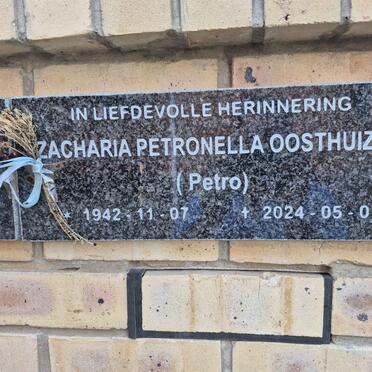 IN LIEFDEVOLLE HERINNERING
ZACHARIA PETRONELLA OOSTHUIZ
( Petro)
1942 - 11 - 07 ✝ 2024 - 05 - 0